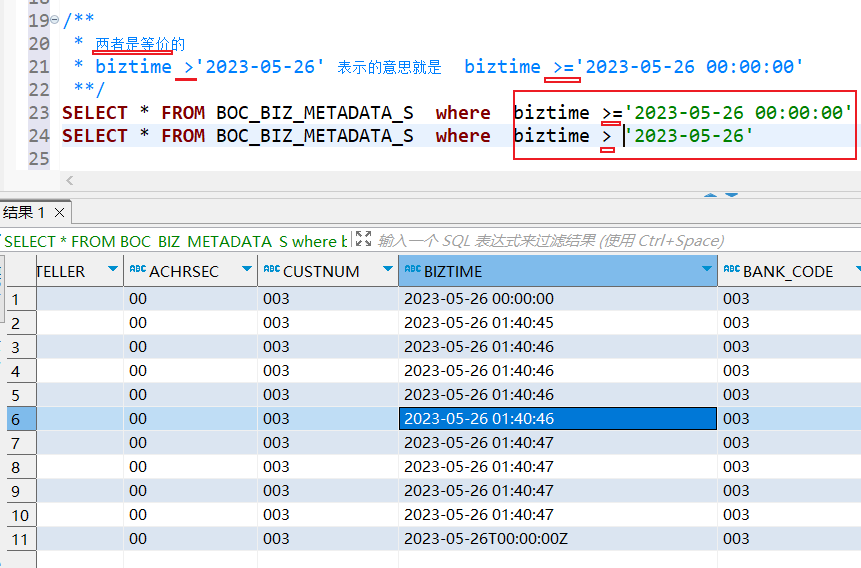 19 /**
20 * 两者是等价的
21 * biztime >'2023-05-26' 表示的意思就是 biztime >='2023-05-26 00:00:00'
22 **/
23 SELECT * FROM BOC_BIZ_METADATA_S where biztime >='2023-05-26 00:00:00'
24 SELECT * FROM BOC_BIZ_METADATA_S where biztime > '2023-05-26'
25
结果 1
SELECT * FROM BOC_BIZ_METADATA_S where b 输入一个 SQL 表达式来过滤结果 (使用 Ctrl+Space)
TELLER ABC ACHRSEC ABC CUSTNUM ABC BIZTIME ABC BANK_CODE
1 00 003 2023-05-26 00:00:00 003
2 00 003 2023-05-26 01:40:45 003
3 00 003 2023-05-26 01:40:46 003
4 00 003 2023-05-26 01:40:46 003
5 00 003 2023-05-26 01:40:46 003
6 00 003 2023-05-26 01:40:46 003
7 00 003 2023-05-26 01:40:47 003
8 00 003 2023-05-26 01:40:47 003
9 00 003 2023-05-26 01:40:47 003
10 00 003 2023-05-26 01:40:47 003
11 00 003 2023-05-26T00:00:00Z 003